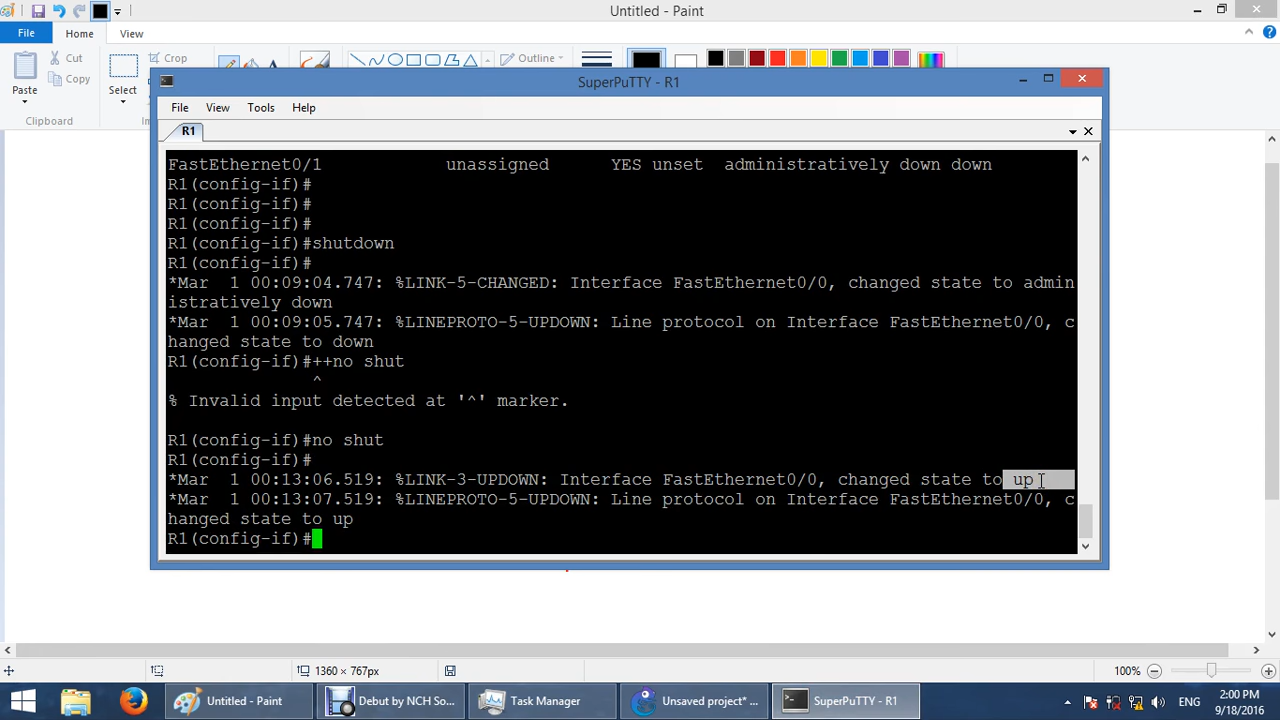 Untitled - Paint
File
Home
View
Paste
Cut
Copy
Clipboard
Select
Crop
Outline
SuperPuTTY - R1
File View Tools Help
R1
FastEthernet0/1 unassigned YES unset administratively down down
R1(config-if)#
R1(config-if)#
R1(config-if)#
R1(config-if)#shutdown
R1(config-if)#
*Mar 1 00:09:04.747: %LINK-5-CHANGED: Interface FastEthernet0/0, changed state to admin
istratively down
*Mar 1 00:09:05.747: %LINEPROTO-5-UPDOWN: Line protocol on Interface FastEthernet0/0, c
hanged state to down
R1(config-if)#++no shut
^
% Invalid input detected at '^' marker.
R1(config-if)#no shut
R1(config-if)#
*Mar 1 00:13:06.519: %LINK-3-UPDOWN: Interface FastEthernet0/0, changed state to up
*Mar 1 00:13:07.519: %LINEPROTO-5-UPDOWN: Line protocol on Interface FastEthernet0/0, c
hanged state to up
R1(config-if)#
1360 × 767px
100%
Untitled - Paint
Debut by NCH So...
Task Manager
Unsaved project*...
SuperPuTTY - R1
ENG
2:00 PM
9/18/2016